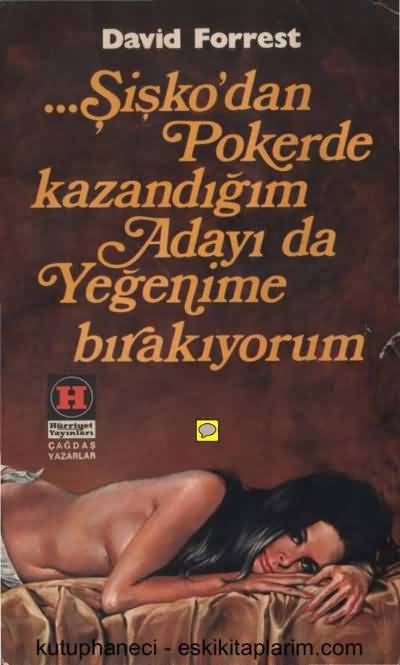 David Forrest
...Şişko'dan
Pokerde
kazandığım
Adayı da
Yeğenime
bırakıyorum
H
Hürriyet
Yayınları
ÇAĞDAŞ
YAZARLAR
kutuphaneci - eskikitaplarim.com